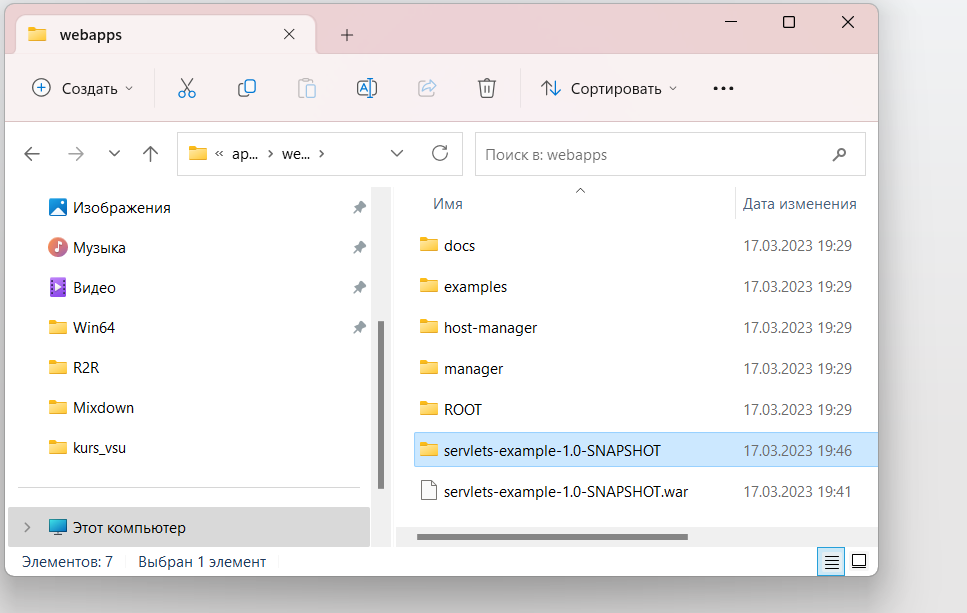 webapps
Создать
Сортировать
« ap... › we... ›
Поиск в: webapps
Изображения
Музыка
Видео
Win64
R2R
Mixdown
kurs_vsu
Этот компьютер
Имя Дата изменения
docs 17.03.2023 19:29
examples 17.03.2023 19:29
host-manager 17.03.2023 19:29
manager 17.03.2023 19:29
ROOT 17.03.2023 19:29
servlets-example-1.0-SNAPSHOT 17.03.2023 19:46
servlets-example-1.0-SNAPSHOT.war 17.03.2023 19:41
Элементов: 7 Выбран 1 элемент